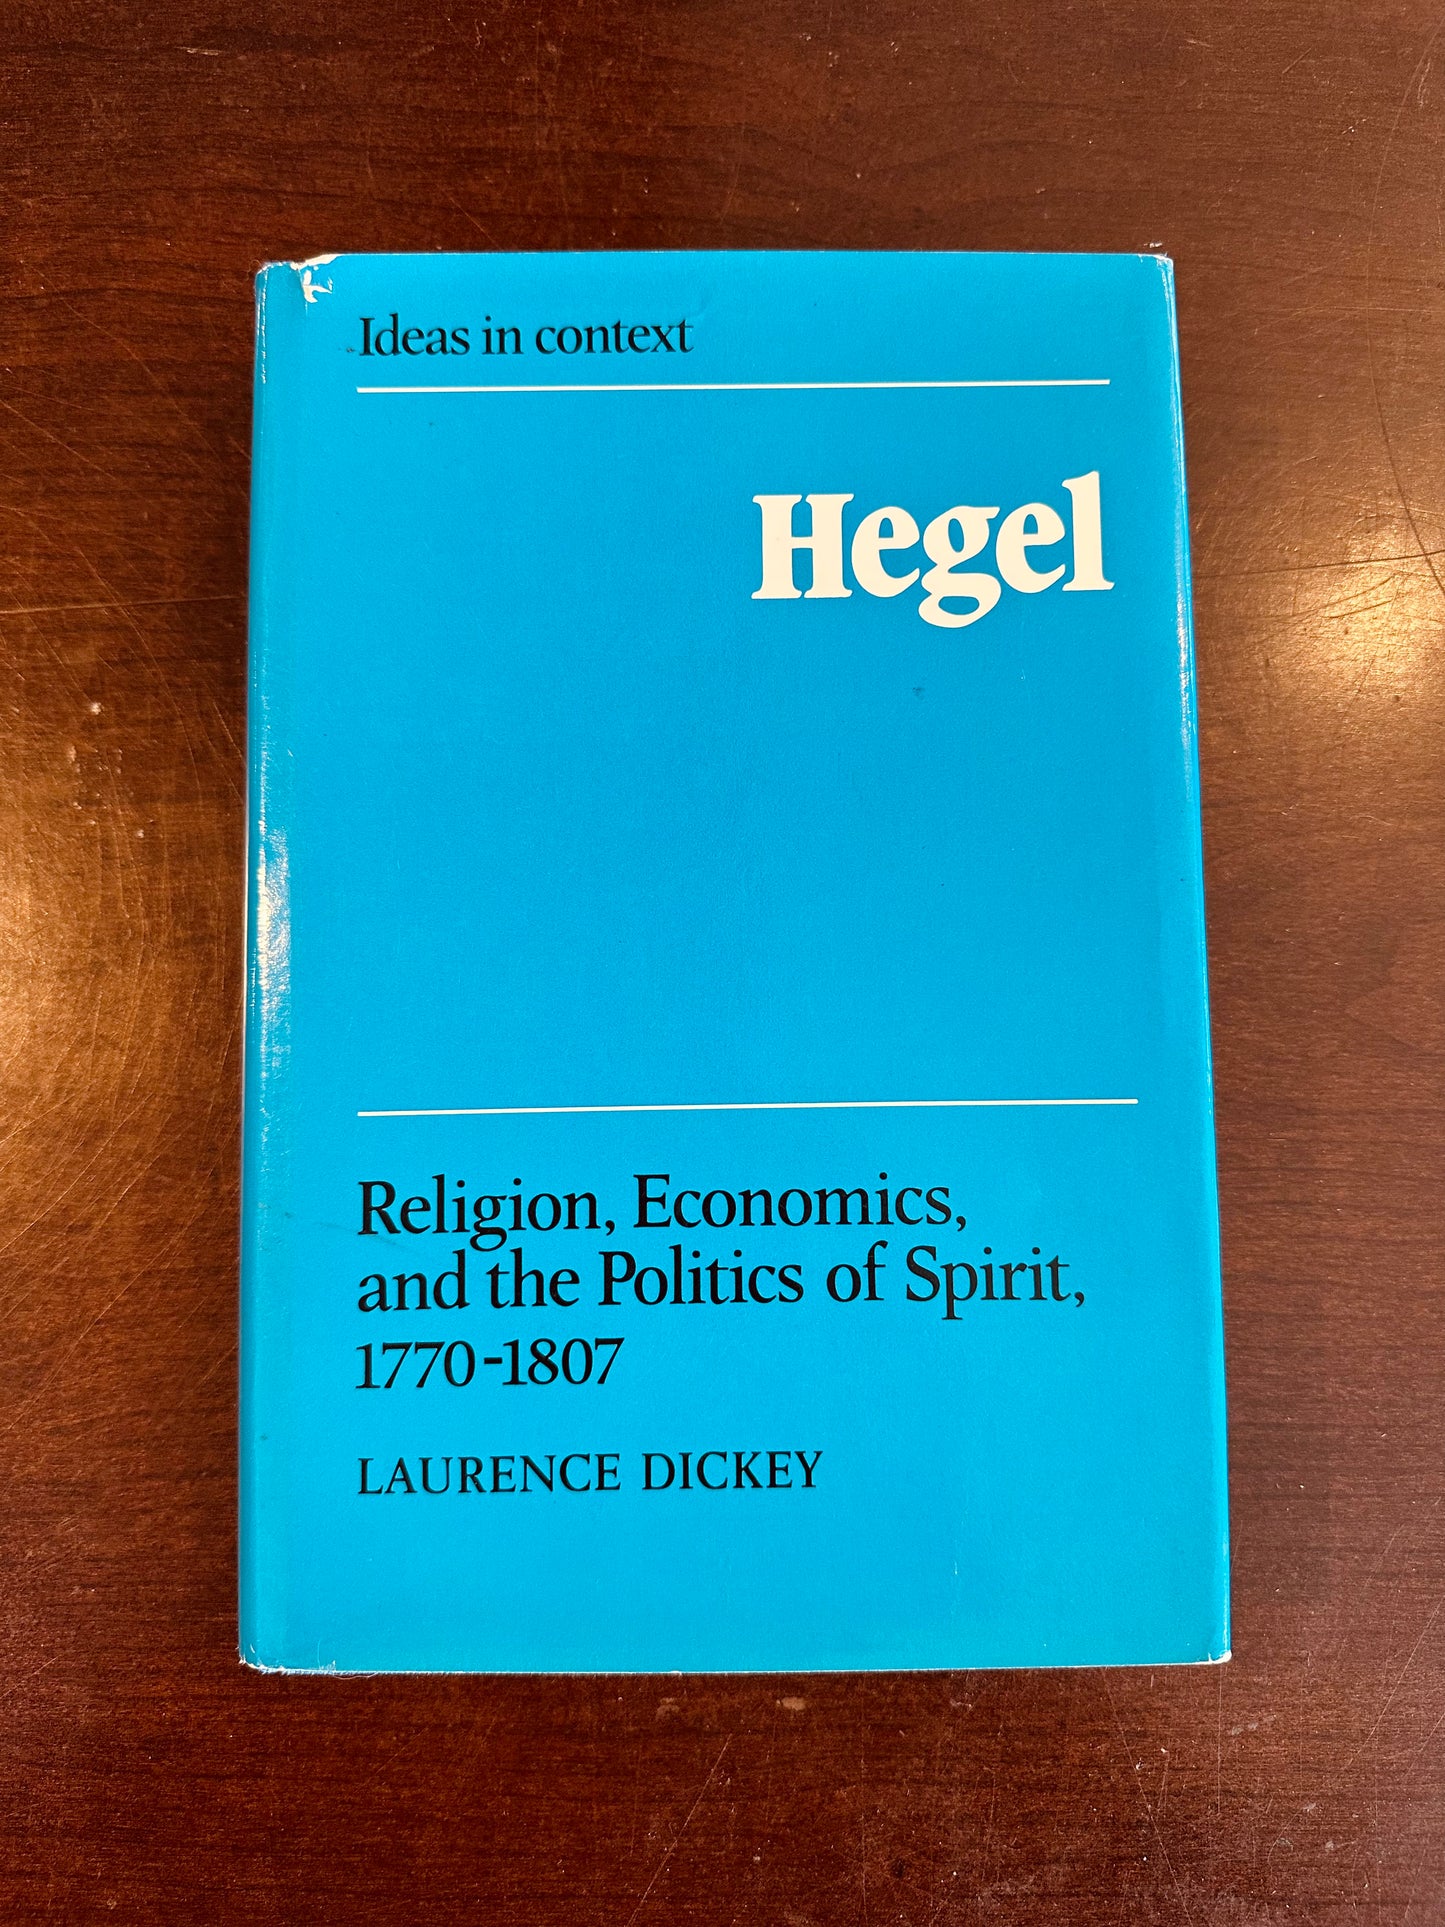 Ideas in context
Hegel
Religion, Economics,
and the Politics of Spirit,
1770-1807
LAURENCE DICKEY